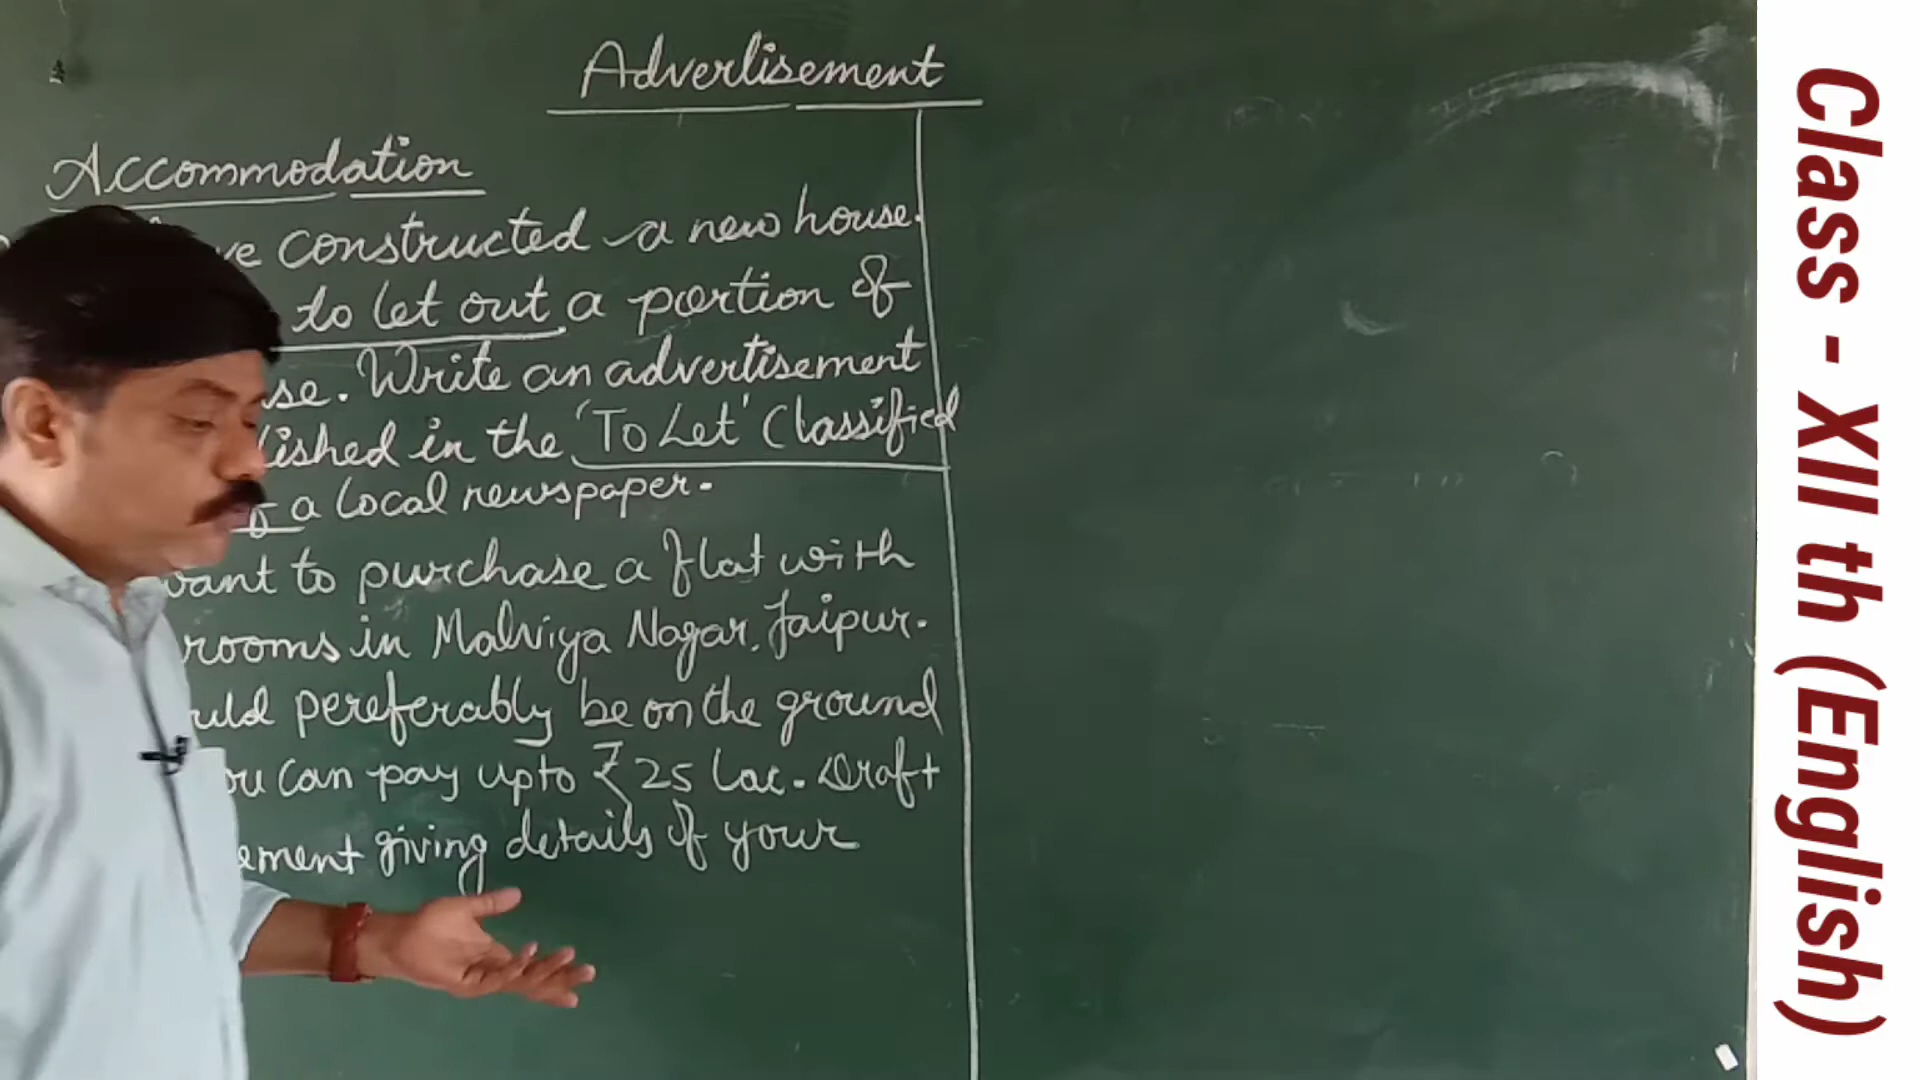 Advertisement
Accommodation
constructed a new house.
to let out a portion of
se. Write an advertisement
lished in the 'To Let' Classified
of a local newspaper.
want to purchase a flat with
rooms in Malviya Nagar, Jaipur.
uld pereferably be on the ground
ou can pay upto ₹25 Lac. Draft
ement giving details of your
Class - XII th (English)